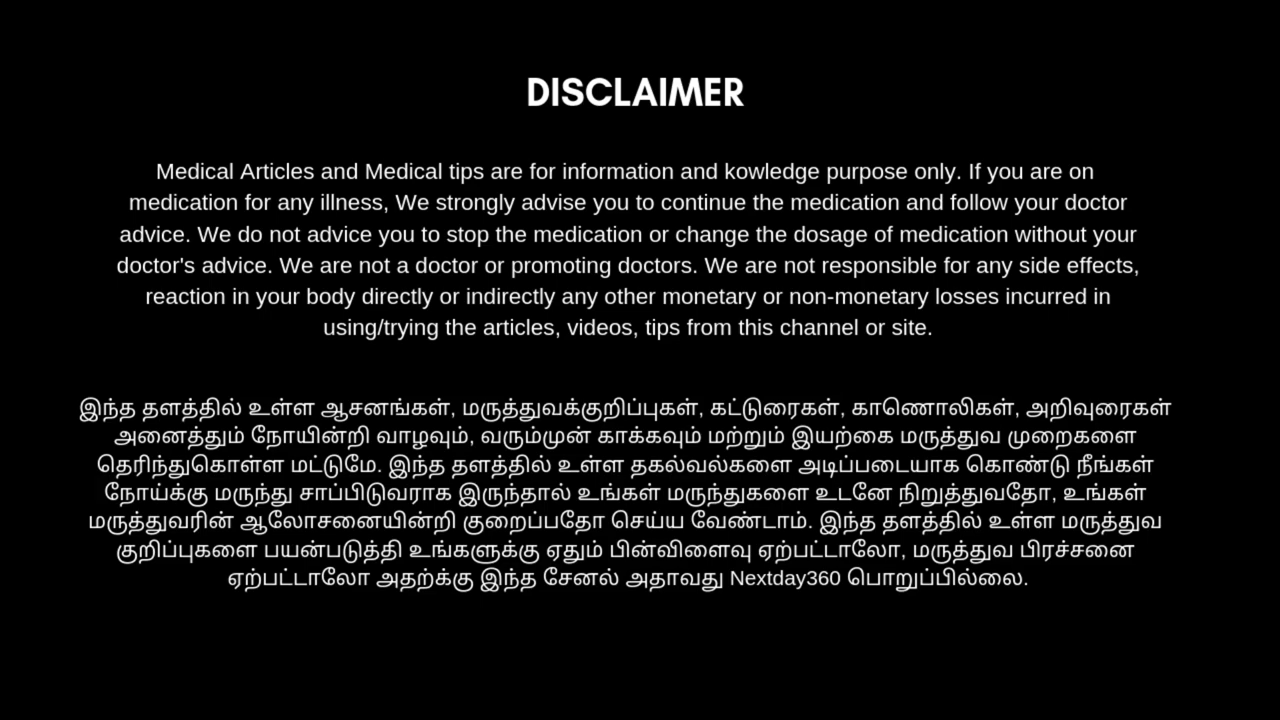 DISCLAIMER
Medical Articles and Medical tips are for information and kowledge purpose only. If you are on
medication for any illness, We strongly advise you to continue the medication and follow your doctor
advice. We do not advice you to stop the medication or change the dosage of medication without your
doctor's advice. We are not a doctor or promoting doctors. We are not responsible for any side effects,
reaction in your body directly or indirectly any other monetary or non-monetary losses incurred in
using/trying the articles, videos, tips from this channel or site.
இந்த தளத்தில் உள்ள ஆசனங்கள், மருத்துவக்குறிப்புகள், கட்டுரைகள், காணொலிகள், அறிவுரைகள்
அனைத்தும் நோயின்றி வாழவும், வரும்முன் காக்கவும் மற்றும் இயற்கை மருத்துவ முறைகளை
தெரிந்துகொள்ள மட்டுமே. இந்த தளத்தில் உள்ள தகல்வல்களை அடிப்படையாக கொண்டு நீங்கள்
நோய்க்கு மருந்து சாப்பிடுவராக இருந்தால் உங்கள் மருந்துகளை உடனே நிறுத்துவதோ, உங்கள்
மருத்துவரின் ஆலோசனையின்றி குறைப்பதோ செய்ய வேண்டாம். இந்த தளத்தில் உள்ள மருத்துவ
குறிப்புகளை பயன்படுத்தி உங்களுக்கு ஏதும் பின்விளைவு ஏற்பட்டாலோ, மருத்துவ பிரச்சனை
ஏற்பட்டாலோ அதற்க்கு இந்த சேனல் அதாவது Nextday360 பொறுப்பில்லை.